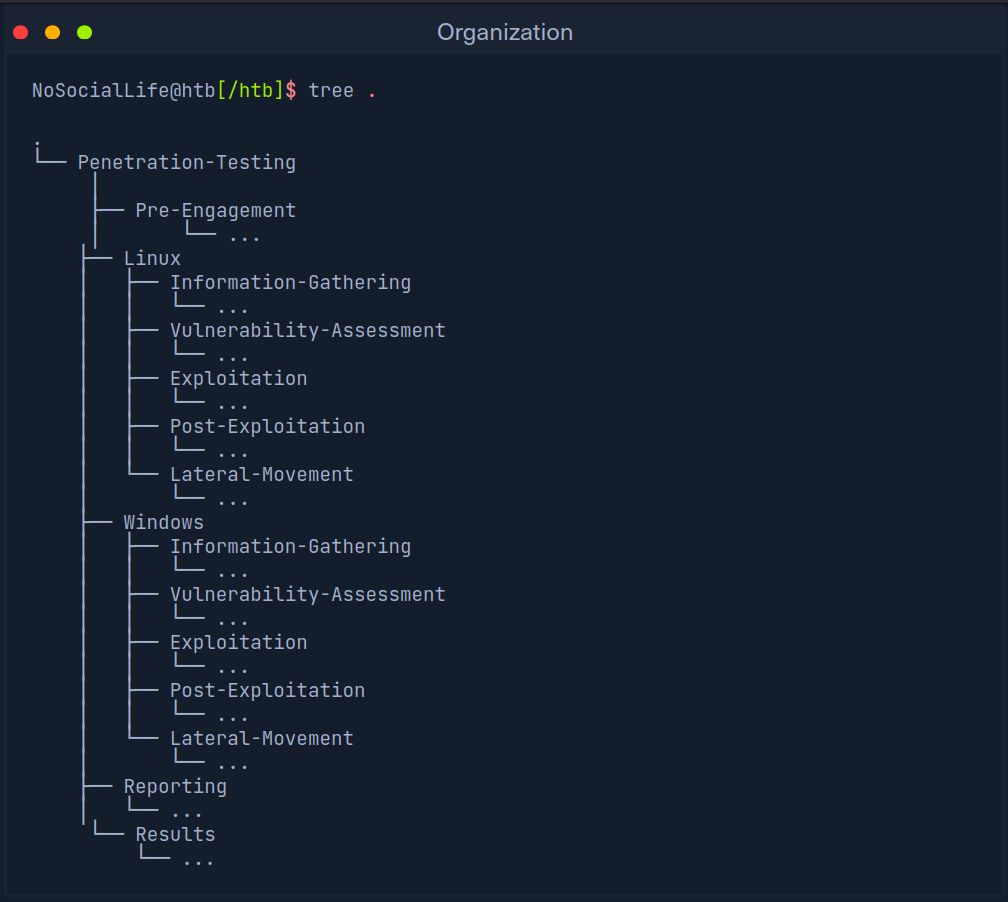 Organization
NoSocialLife@htb[/htb]$ tree .
.
└── Penetration-Testing
     │
     ├── Pre-Engagement
     │       └── ...
    ├── Linux
    │   ├── Information-Gathering
    │   │   └── ...
    │   ├── Vulnerability-Assessment
    │   │   └── ...
    │   ├── Exploitation
    │   │   └── ...
    │   ├── Post-Exploitation
    │   │   └── ...
    │   └── Lateral-Movement
    │       └── ...
    ├── Windows
    │   ├── Information-Gathering
    │   │   └── ...
    │   ├── Vulnerability-Assessment
    │   │   └── ...
    │   ├── Exploitation
    │   │   └── ...
    │   ├── Post-Exploitation
    │   │   └── ...
    │   └── Lateral-Movement
    │       └── ...
    ├── Reporting
    │   └── ...
     └── Results
         └── ...